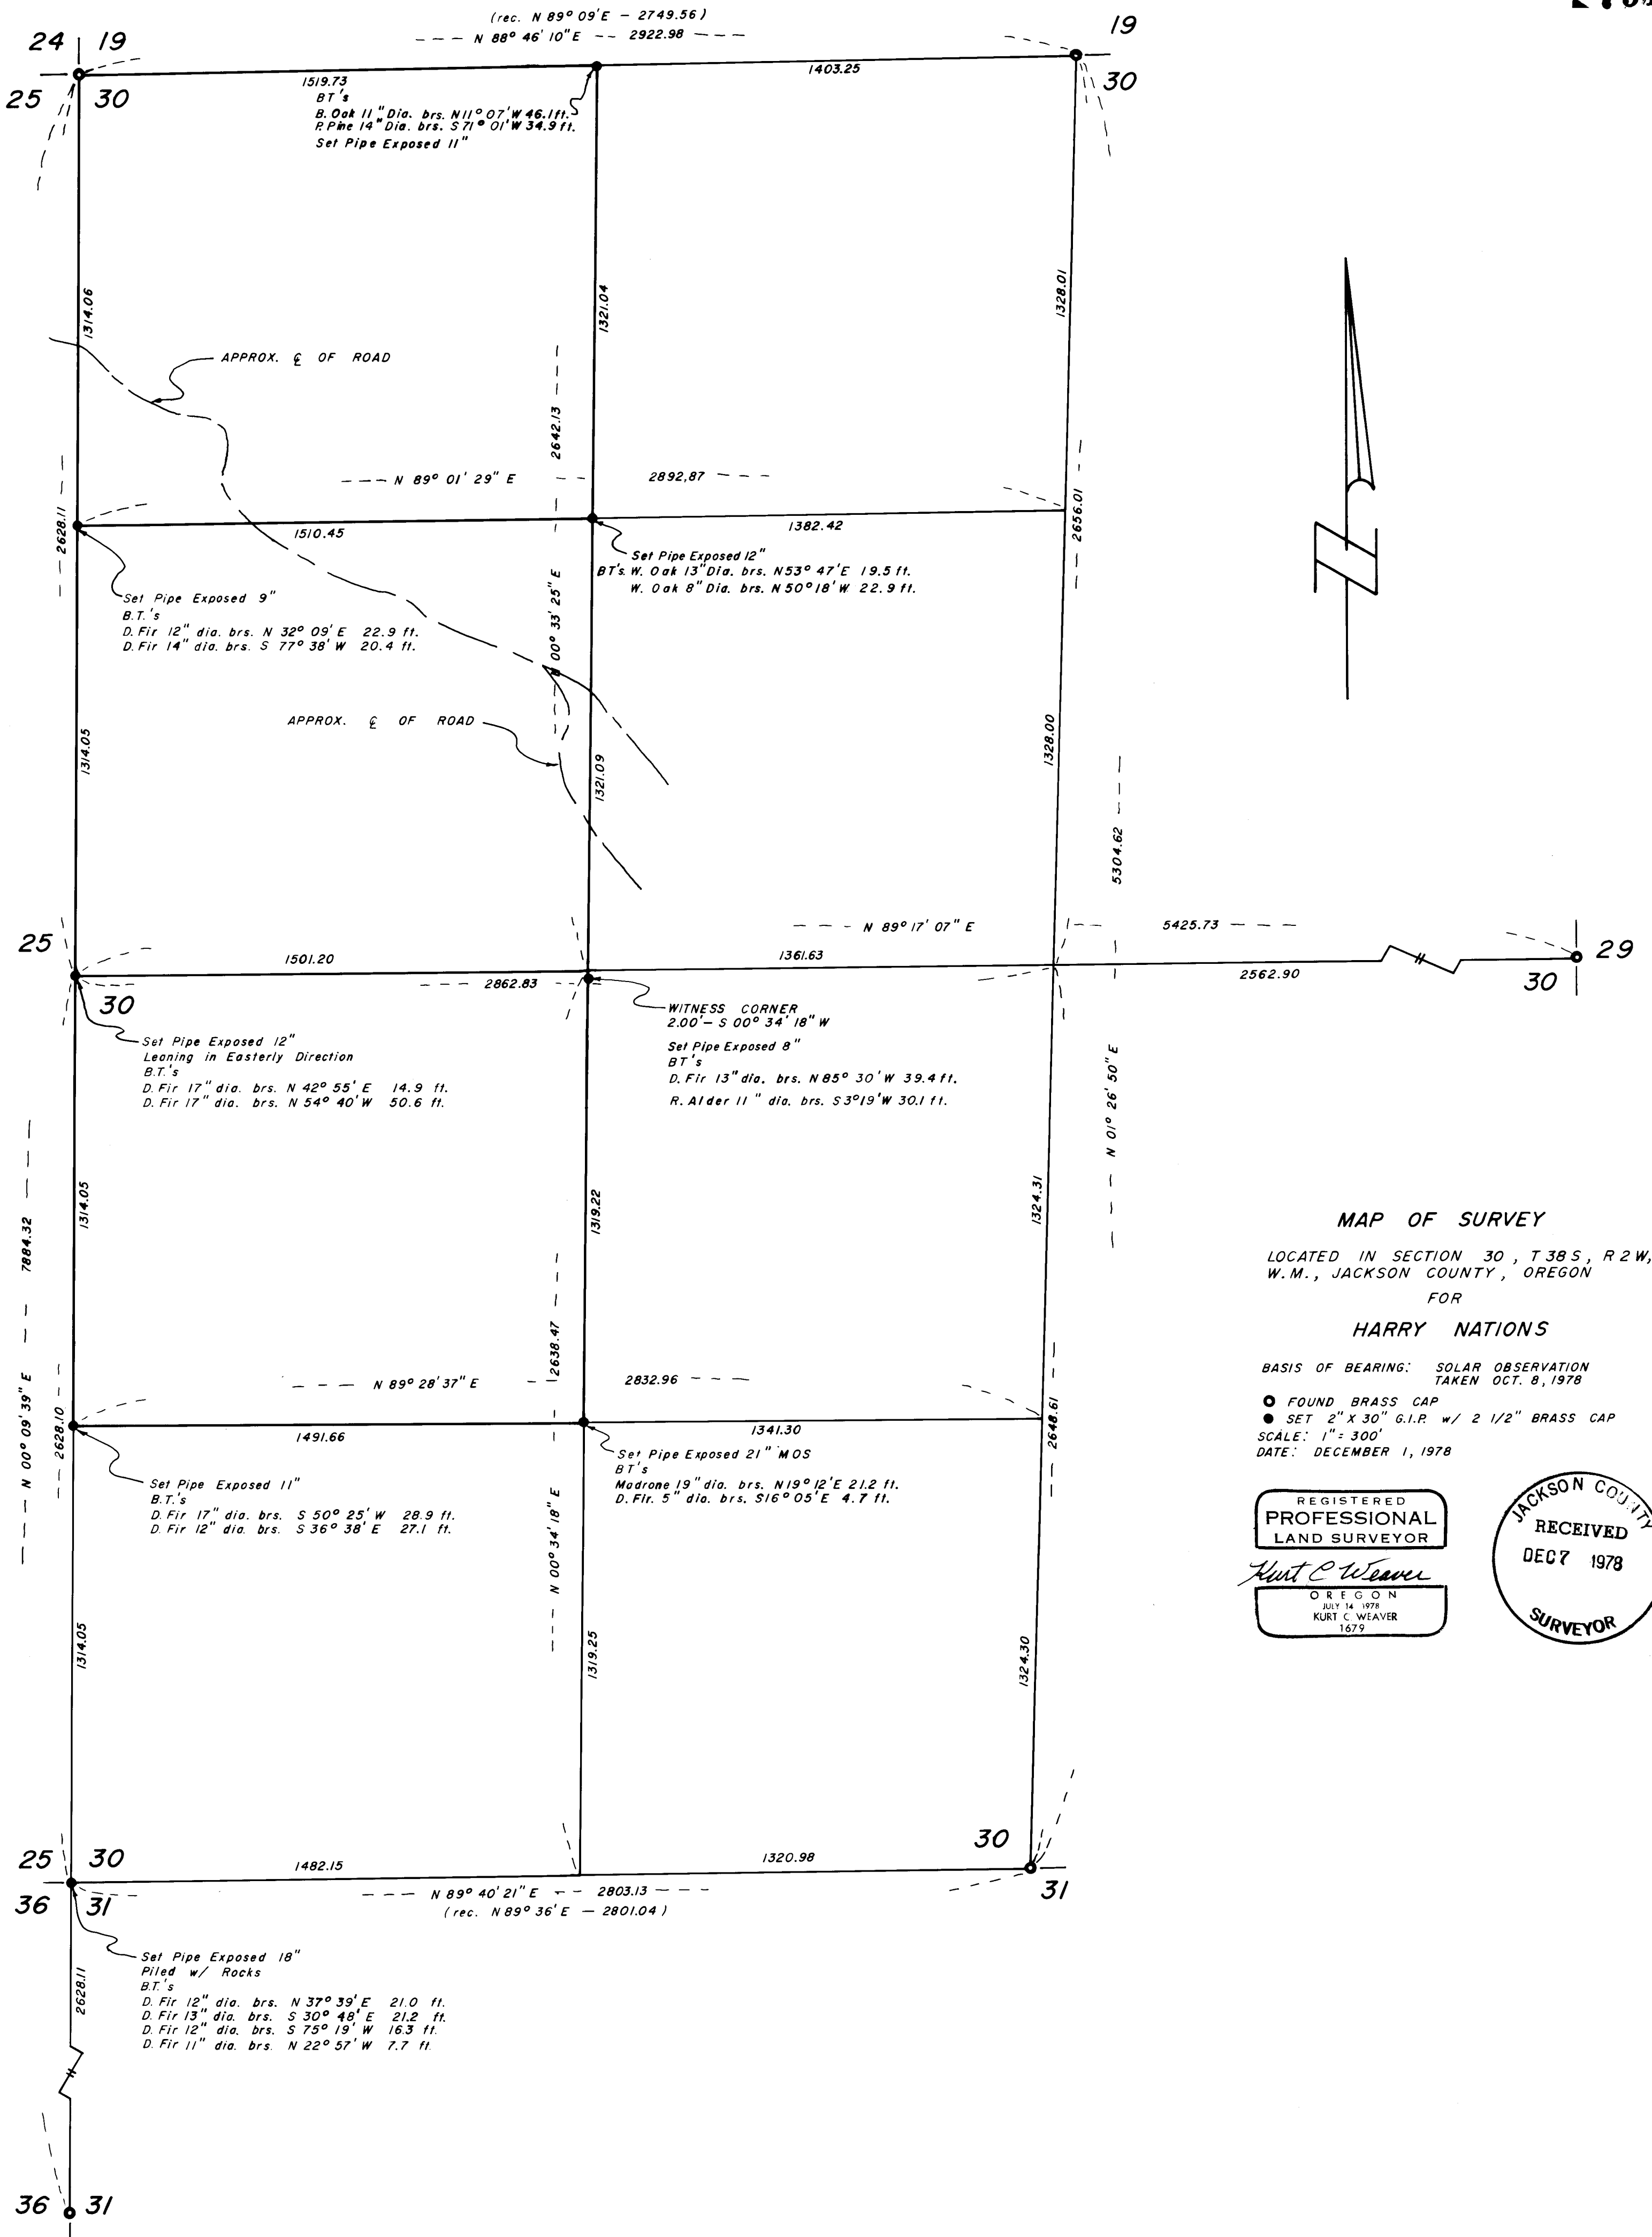 (rec. N 89° 09' E - 2749.56)
N 88° 46' 10" E -- 2922.98
24 19
25 30
19
30
1519.73
1403.25
BT's
B. Oak 11" Dia. brs. N 11° 07' W 46.1 ft.
P. Pine 14" Dia. brs. S 71° 01' W 34.9 ft.
Set Pipe Exposed 11"
1314.06
1321.04
1328.01
APPROX. ℄ OF ROAD
2642.13
N 89° 01' 29" E
2892.87
2628.11
2656.01
1510.45
1382.42
Set Pipe Exposed 12"
BT's. W. Oak 13" Dia. brs. N 53° 47' E 19.5 ft.
W. Oak 8" Dia. brs. N 50° 18' W 22.9 ft.
Set Pipe Exposed 9"
B.T.'s
D. Fir 12" dia. brs. N 32° 09' E 22.9 ft.
D. Fir 14" dia. brs. S 77° 38' W 20.4 ft.
N 00° 33' 25" E
APPROX. ℄ OF ROAD
1314.05
1321.09
1328.00
5304.62
N 89° 17' 07" E
5425.73
25
30
29
30
1501.20
1361.63
2862.83
2562.90
WITNESS CORNER
2.00' - S 00° 34' 18" W
Set Pipe Exposed 8"
BT's
D. Fir 13" dia. brs. N 85° 30' W 39.4 ft.
R. Alder 11" dia. brs. S 3° 19' W 30.1 ft.
Set Pipe Exposed 12"
Leaning in Easterly Direction
B.T.'s
D. Fir 17" dia. brs. N 42° 55' E 14.9 ft.
D. Fir 17" dia. brs. N 54° 40' W 50.6 ft.
N 01° 26' 50" E
7884.32
N 00° 09' 39" E
1314.05
1319.22
1324.31
2638.47
N 89° 28' 37" E
2832.96
2628.10
2648.61
1491.66
1341.30
Set Pipe Exposed 21" MOS
BT's
Madrone 19" dia. brs. N 19° 12' E 21.2 ft.
D. Fir. 5" dia. brs. S 16° 05' E 4.7 ft.
Set Pipe Exposed 11"
B.T.'s
D. Fir 17" dia. brs. S 50° 25' W 28.9 ft.
D. Fir 12" dia. brs. S 36° 38' E 27.1 ft.
N 00° 34' 18" E
1314.05
1319.25
1324.30
MAP OF SURVEY
LOCATED IN SECTION 30, T 38 S, R 2 W,
W.M., JACKSON COUNTY, OREGON
FOR
HARRY NATIONS
BASIS OF BEARING: SOLAR OBSERVATION
TAKEN OCT. 8, 1978
FOUND BRASS CAP
SET 2" X 30" G.I.P. w/ 2 1/2" BRASS CAP
SCALE: 1" = 300'
DATE: DECEMBER 1, 1978
REGISTERED
PROFESSIONAL
LAND SURVEYOR
Kurt C Weaver
OREGON
JULY 14 1978
KURT C. WEAVER
1679
JACKSON COUNTY
RECEIVED
DEC 7 1978
SURVEYOR
25 30
36 31
30
31
1482.15
1320.98
N 89° 40' 21" E -- 2803.13
(rec. N 89° 36' E - 2801.04)
Set Pipe Exposed 18"
Piled w/ Rocks
B.T.'s
D. Fir 12" dia. brs. N 37° 39' E 21.0 ft.
D. Fir 13" dia. brs. S 30° 48' E 21.2 ft.
D. Fir 12" dia. brs. S 75° 19' W 16.3 ft.
D. Fir 11" dia. brs. N 22° 57' W 7.7 ft.
2628.11
36 31